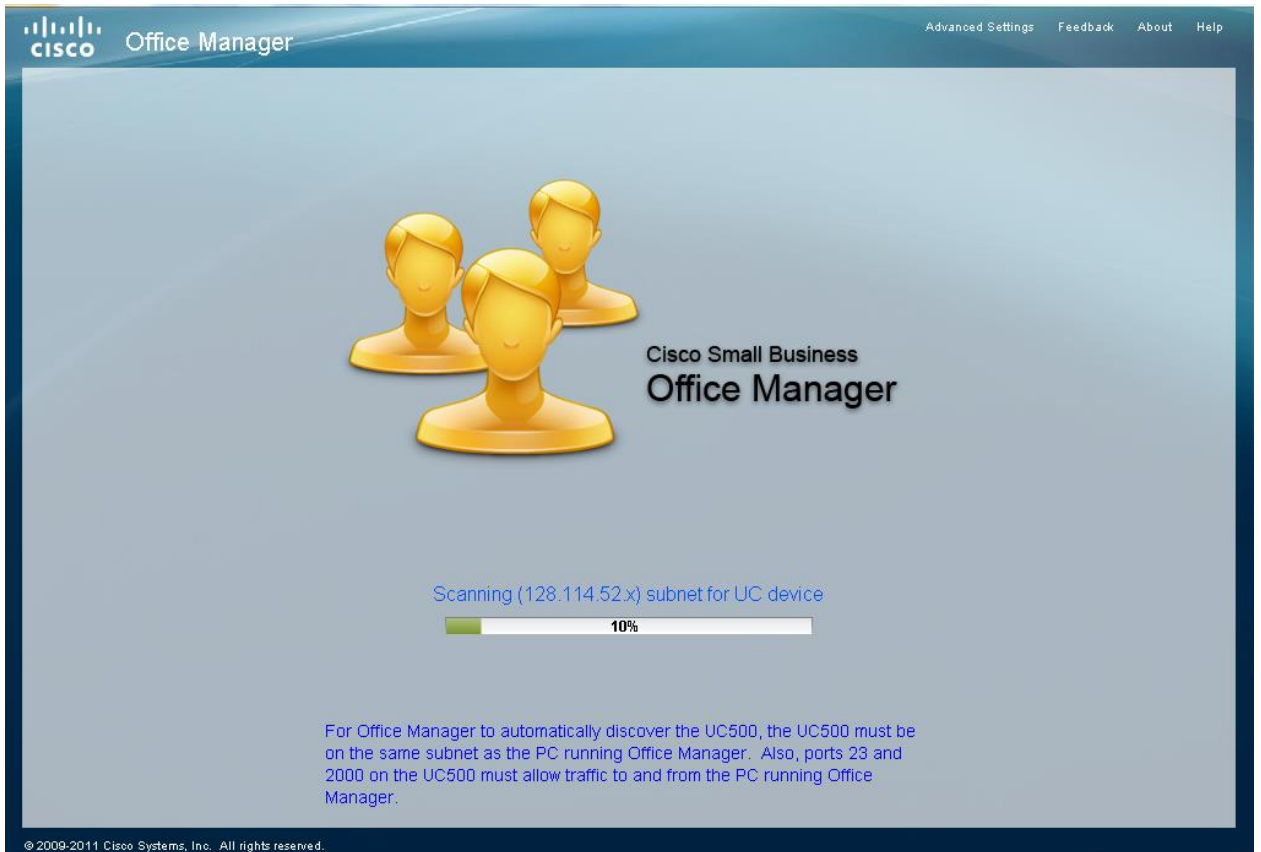 CISCO
Office Manager
Advanced Settings Feedback About Help
Cisco Small Business
Office Manager
Scanning (128.114.52.x) subnet for UC device
10%
For Office Manager to automatically discover the UC500, the UC500 must be
on the same subnet as the PC running Office Manager. Also, ports 23 and
2000 on the UC500 must allow traffic to and from the PC running Office
Manager.
© 2009-2011 Cisco Systems, Inc. All rights reserved.